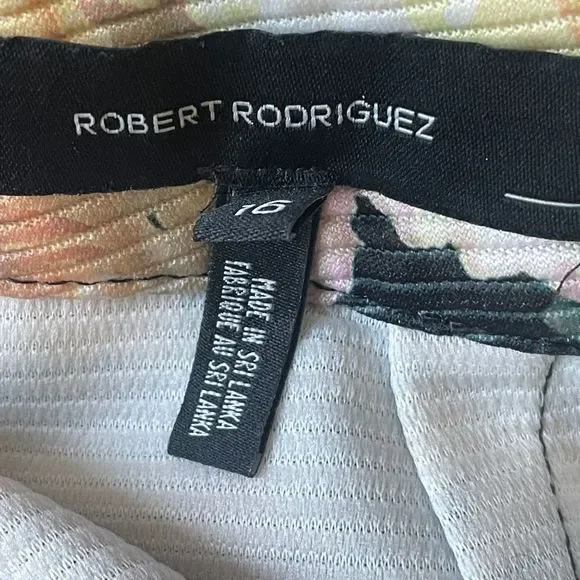 ROBERT RODRIGUEZ
16
MADE IN SRI LANKA
FABRIQUE AU SRI LANKA